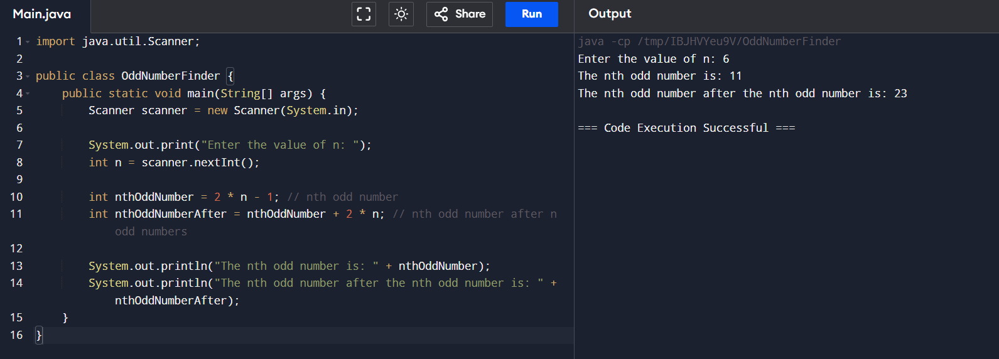 Main.java
Share
Run
Output
1 import java.util.Scanner;
2
3 public class OddNumberFinder {
4     public static void main(String[] args) {
5         Scanner scanner = new Scanner(System.in);
6
7         System.out.print("Enter the value of n: ");
8         int n = scanner.nextInt();
9
10         int nthOddNumber = 2 * n - 1; // nth odd number
11         int nthOddNumberAfter = nthOddNumber + 2 * n; // nth odd number after n
            odd numbers
12
13         System.out.println("The nth odd number is: " + nthOddNumber);
14         System.out.println("The nth odd number after the nth odd number is: " +
            nthOddNumberAfter);
15     }
16 }
java -cp /tmp/IBJHVYeu9V/OddNumberFinder
Enter the value of n: 6
The nth odd number is: 11
The nth odd number after the nth odd number is: 23
=== Code Execution Successful ===